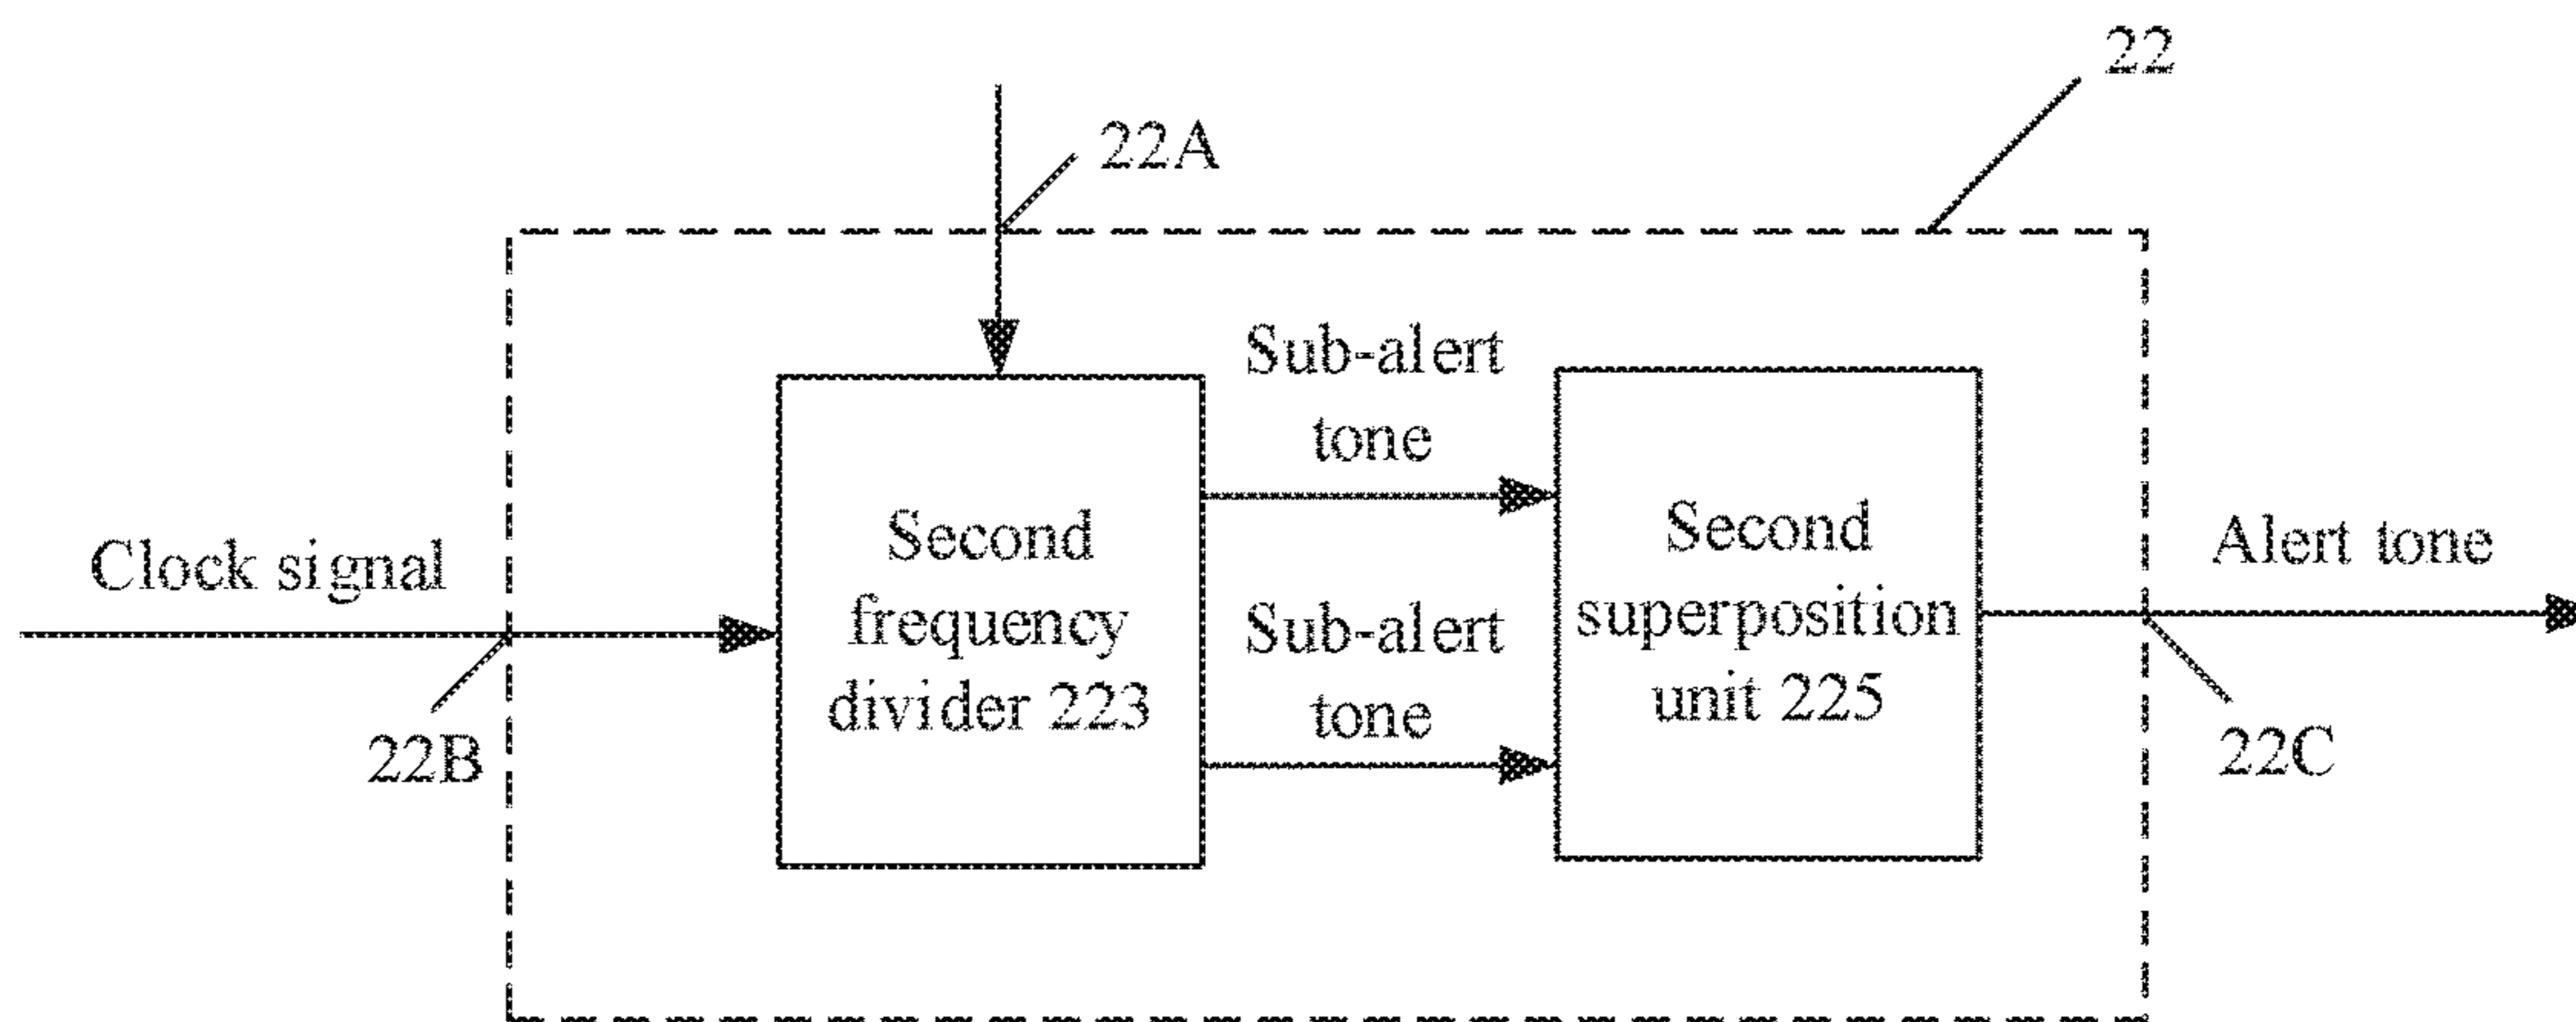 22
22A
Clock signal
22B
Second
frequency
divider 223
Sub-alert
tone
Sub-alert
tone
Second
superposition
unit 225
Alert tone
22C